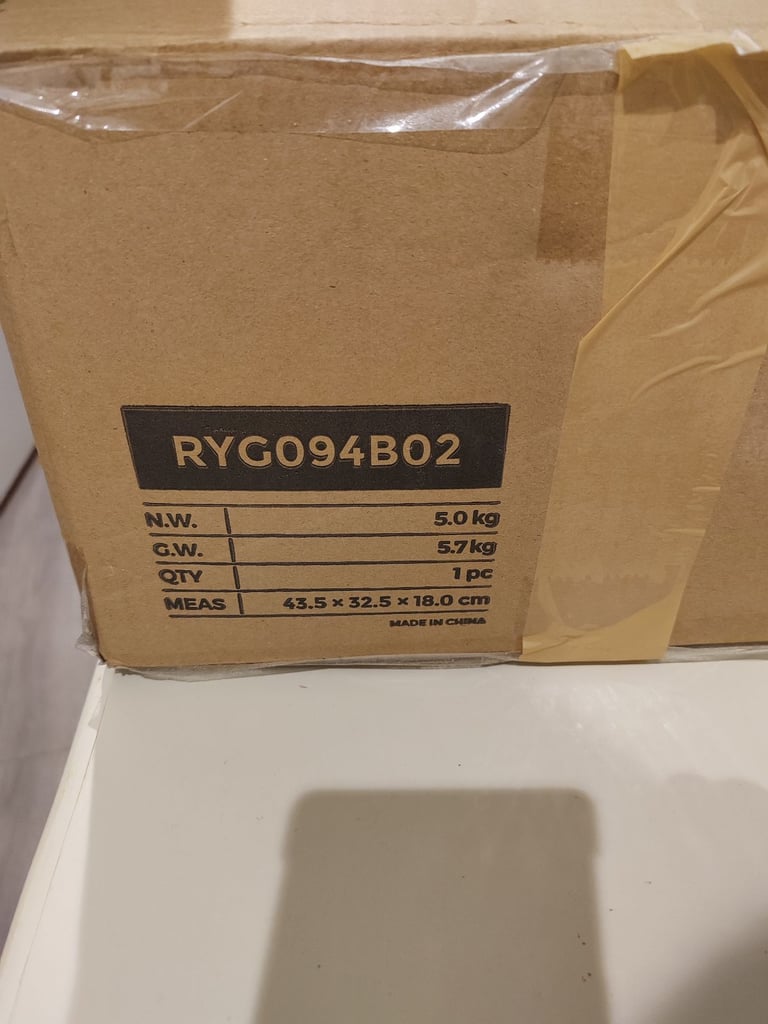 RYG094B02
N.W. 5.0 kg
G.W. 5.7kg
QTY 1 pc
MEAS 43.5 × 32.5 × 18.0 cm
MADE IN CHINA